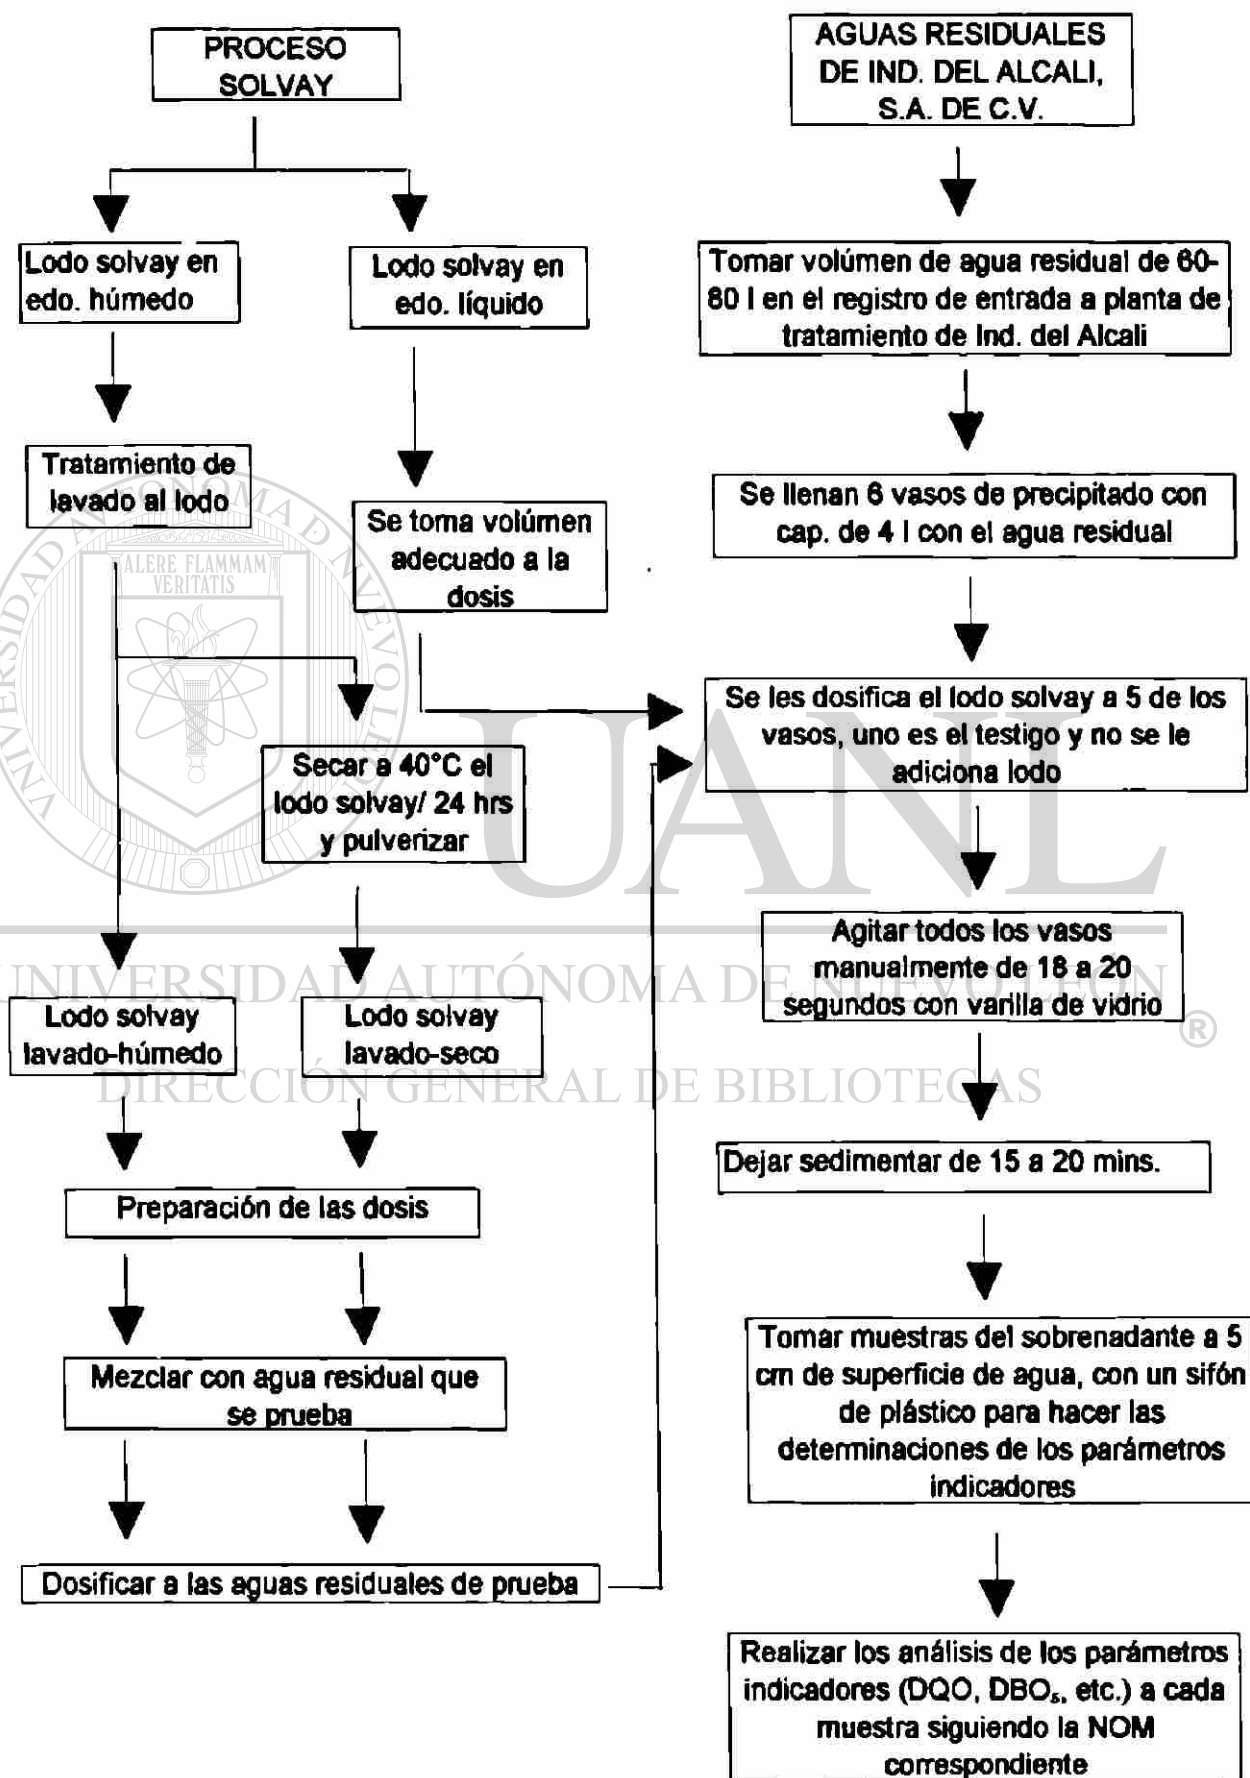 PROCESO
SOLVAY
Lodo solvay en
edo. húmedo
Lodo solvay en
edo. líquido
Tratamiento de
lavado al lodo
Se toma volúmen
adecuado a la
dosis
Secar a 40°C el
lodo solvay/ 24 hrs
y pulverizar
Lodo solvay
lavado-húmedo
Lodo solvay
lavado-seco
Preparación de las dosis
Mezclar con agua residual que
se prueba
Dosificar a las aguas residuales de prueba
AGUAS RESIDUALES
DE IND. DEL ALCALI,
S.A. DE C.V.
Tomar volúmen de agua residual de 60-
80 l en el registro de entrada a planta de
tratamiento de Ind. del Alcali
Se llenan 6 vasos de precipitado con
cap. de 4 l con el agua residual
Se les dosifica el lodo solvay a 5 de los
vasos, uno es el testigo y no se le
adiciona lodo
Agitar todos los vasos
manualmente de 18 a 20
segundos con varilla de vidrio
Dejar sedimentar de 15 a 20 mins.
Tomar muestras del sobrenadante a 5
cm de superficie de agua, con un sifón
de plástico para hacer las
determinaciones de los parámetros
indicadores
Realizar los análisis de los parámetros
indicadores (DQO, DBO₅, etc.) a cada
muestra siguiendo la NOM
correspondiente
UNIVERSIDAD AUTÓNOMA DE NUEVO LEÓN
ALERE FLAMMAM
VERITATIS
UANL
UNIVERSIDAD AUTÓNOMA DE NUEVO LEÓN
®
DIRECCIÓN GENERAL DE BIBLIOTECAS